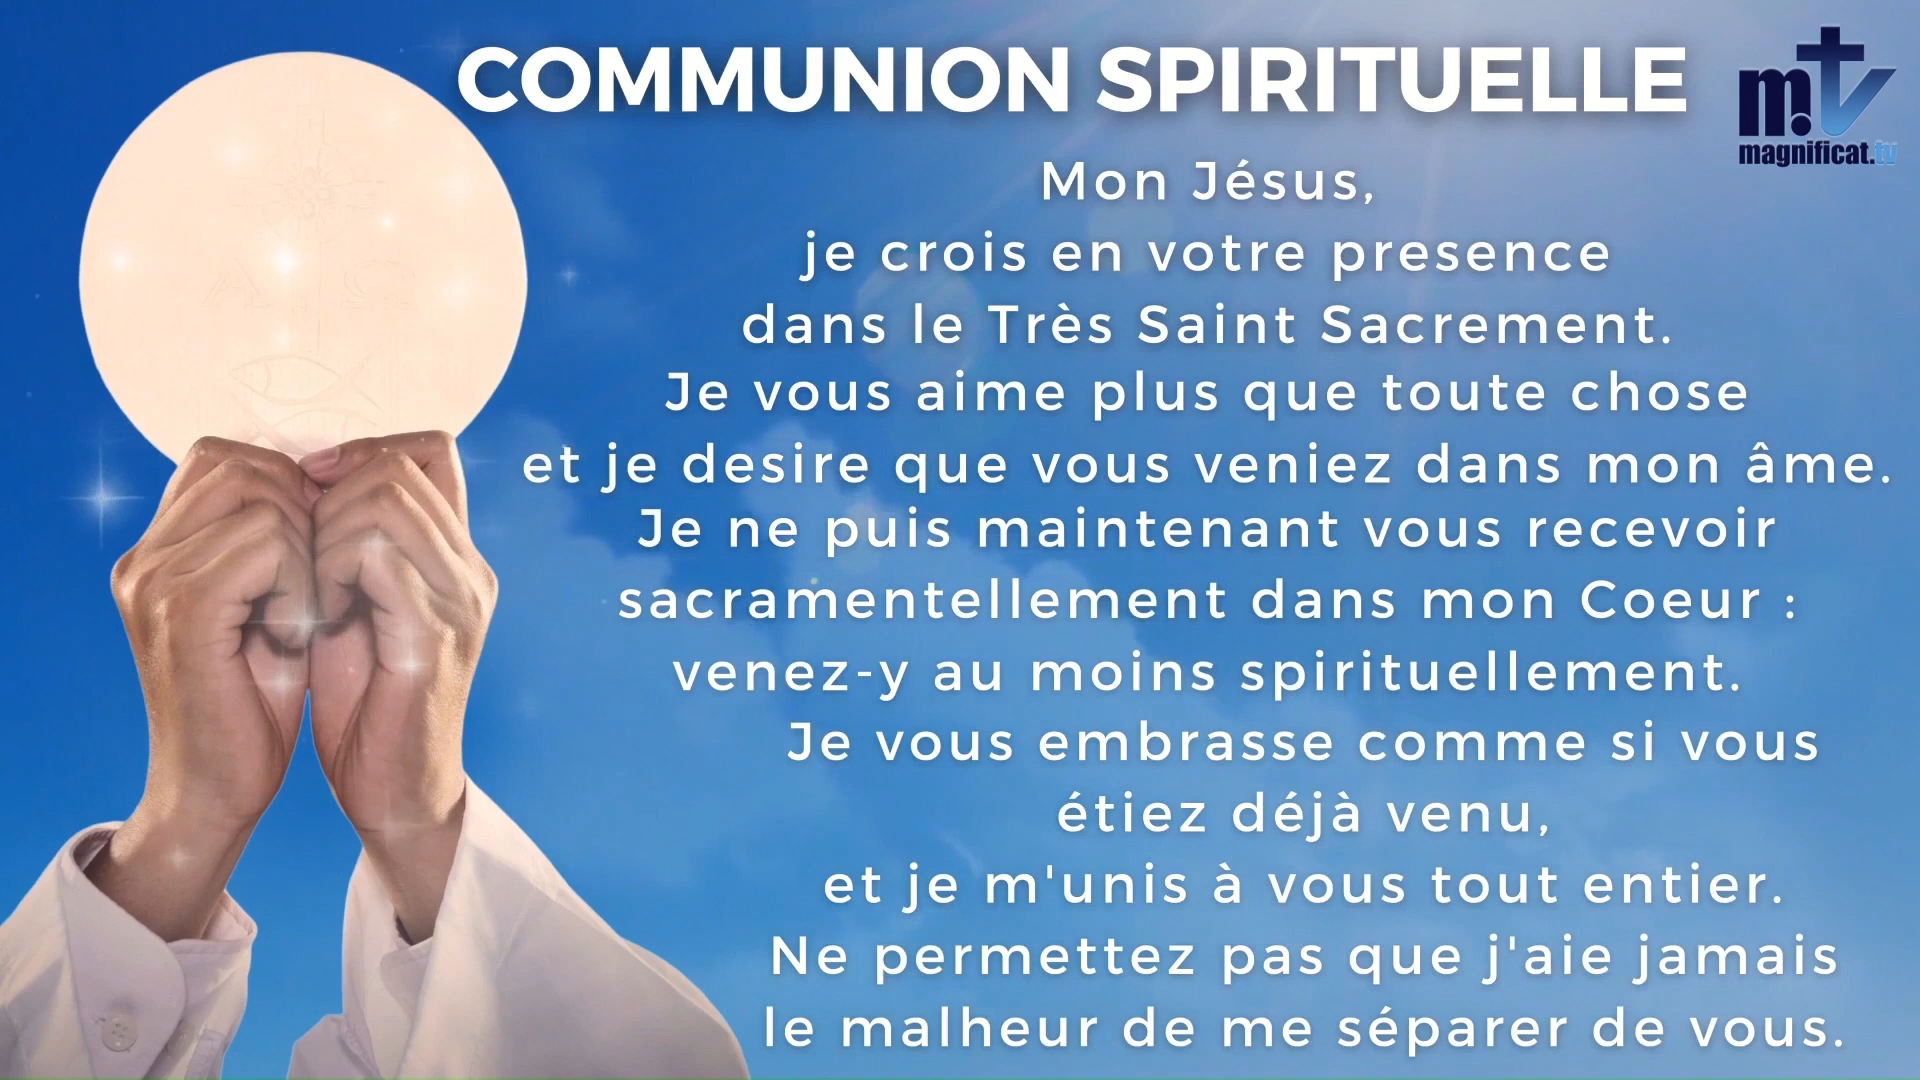 COMMUNION SPIRITUELLE
m.tv
magnificat.tv
Mon Jésus,
je crois en votre presence
dans le Très Saint Sacrement.
Je vous aime plus que toute chose
et je desire que vous veniez dans mon âme.
Je ne puis maintenant vous recevoir
sacramentellement dans mon Coeur :
venez-y au moins spirituellement.
Je vous embrasse comme si vous
étiez déjà venu,
et je m'unis à vous tout entier.
Ne permettez pas que j'aie jamais
le malheur de me séparer de vous.